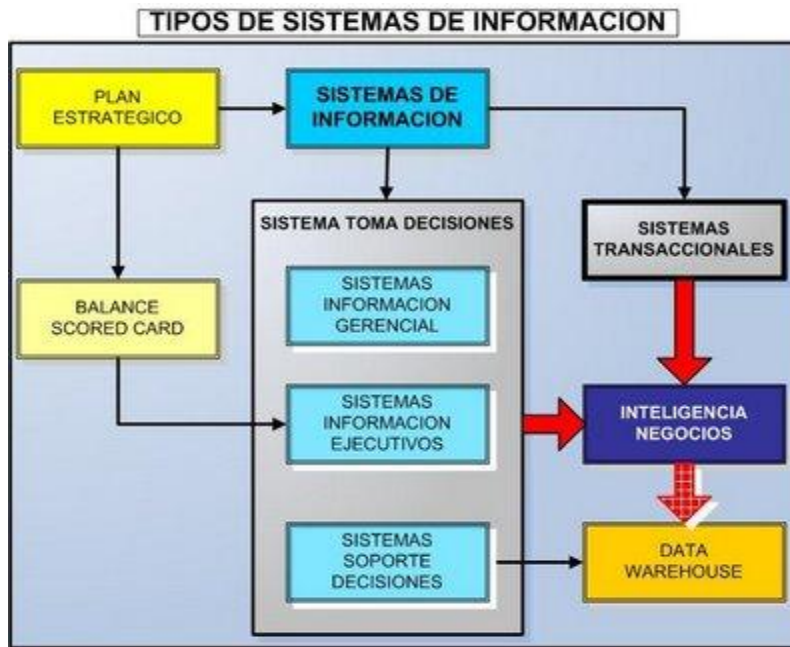 TIPOS DE SISTEMAS DE INFORMACION
PLAN
ESTRATEGICO
SISTEMAS DE
INFORMACION
SISTEMA TOMA DECISIONES
SISTEMAS
TRANSACCIONALES
SISTEMAS
INFORMACION
GERENCIAL
BALANCE
SCORED CARD
SISTEMAS
INFORMACION
EJECUTIVOS
INTELIGENCIA
NEGOCIOS
SISTEMAS
SOPORTE
DECISIONES
DATA
WAREHOUSE